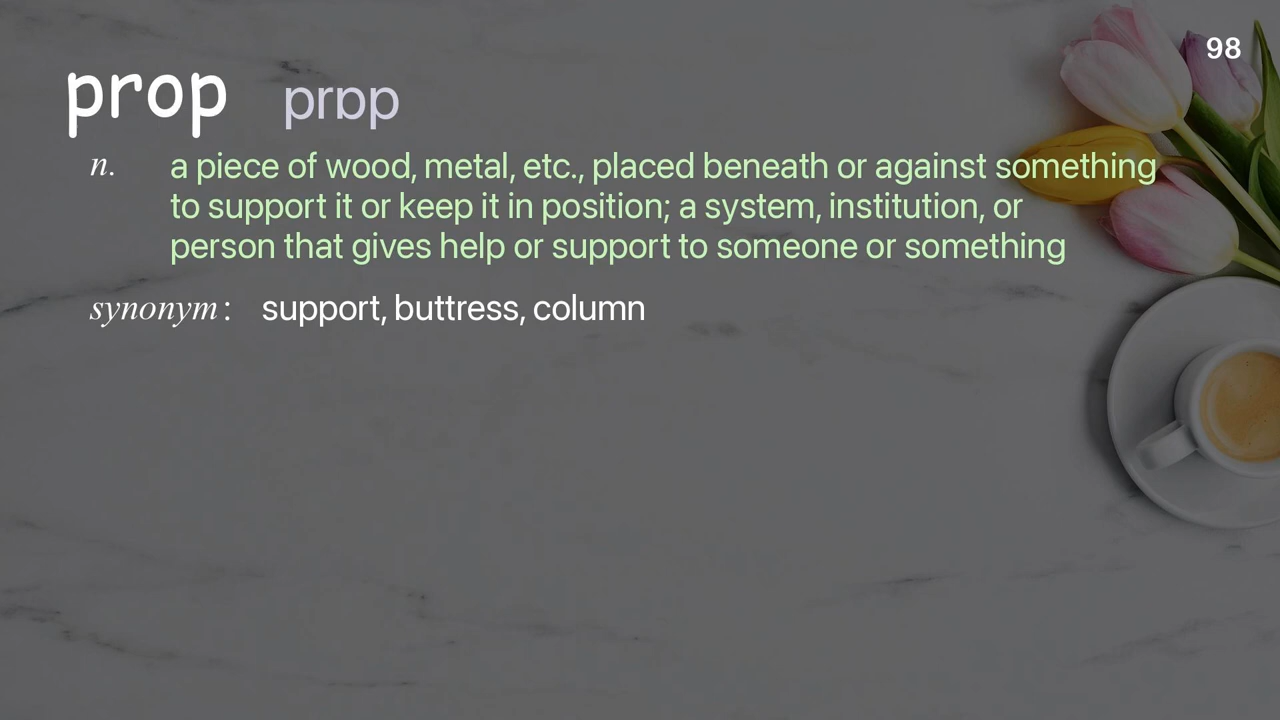 98
prop prɒp
n. a piece of wood, metal, etc., placed beneath or against something
to support it or keep it in position; a system, institution, or
person that gives help or support to someone or something
synonym: support, buttress, column